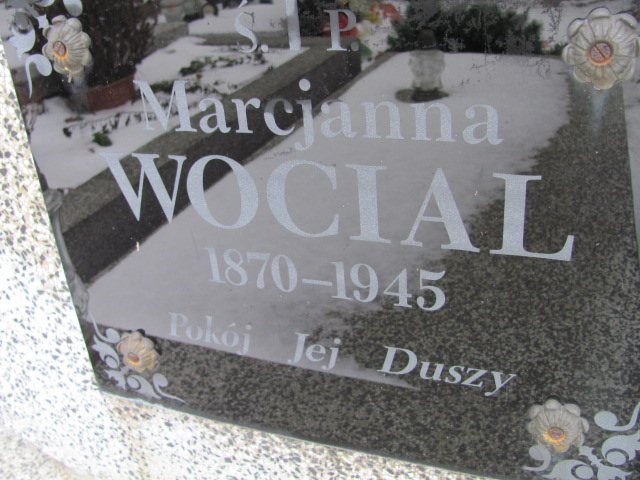 Ś. P.
Marcjanna
WOCIAL
1870–1945
Pokój Jej Duszy